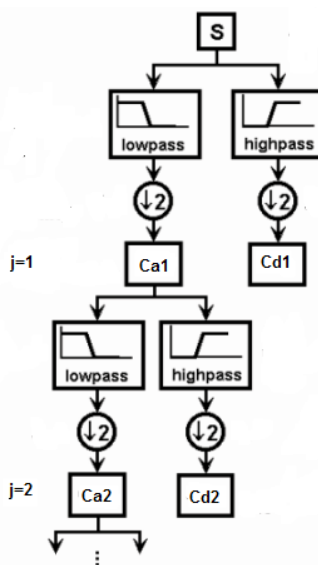 S
lowpass
highpass
↓2
↓2
j=1
Ca1
Cd1
lowpass
highpass
↓2
↓2
j=2
Ca2
Cd2